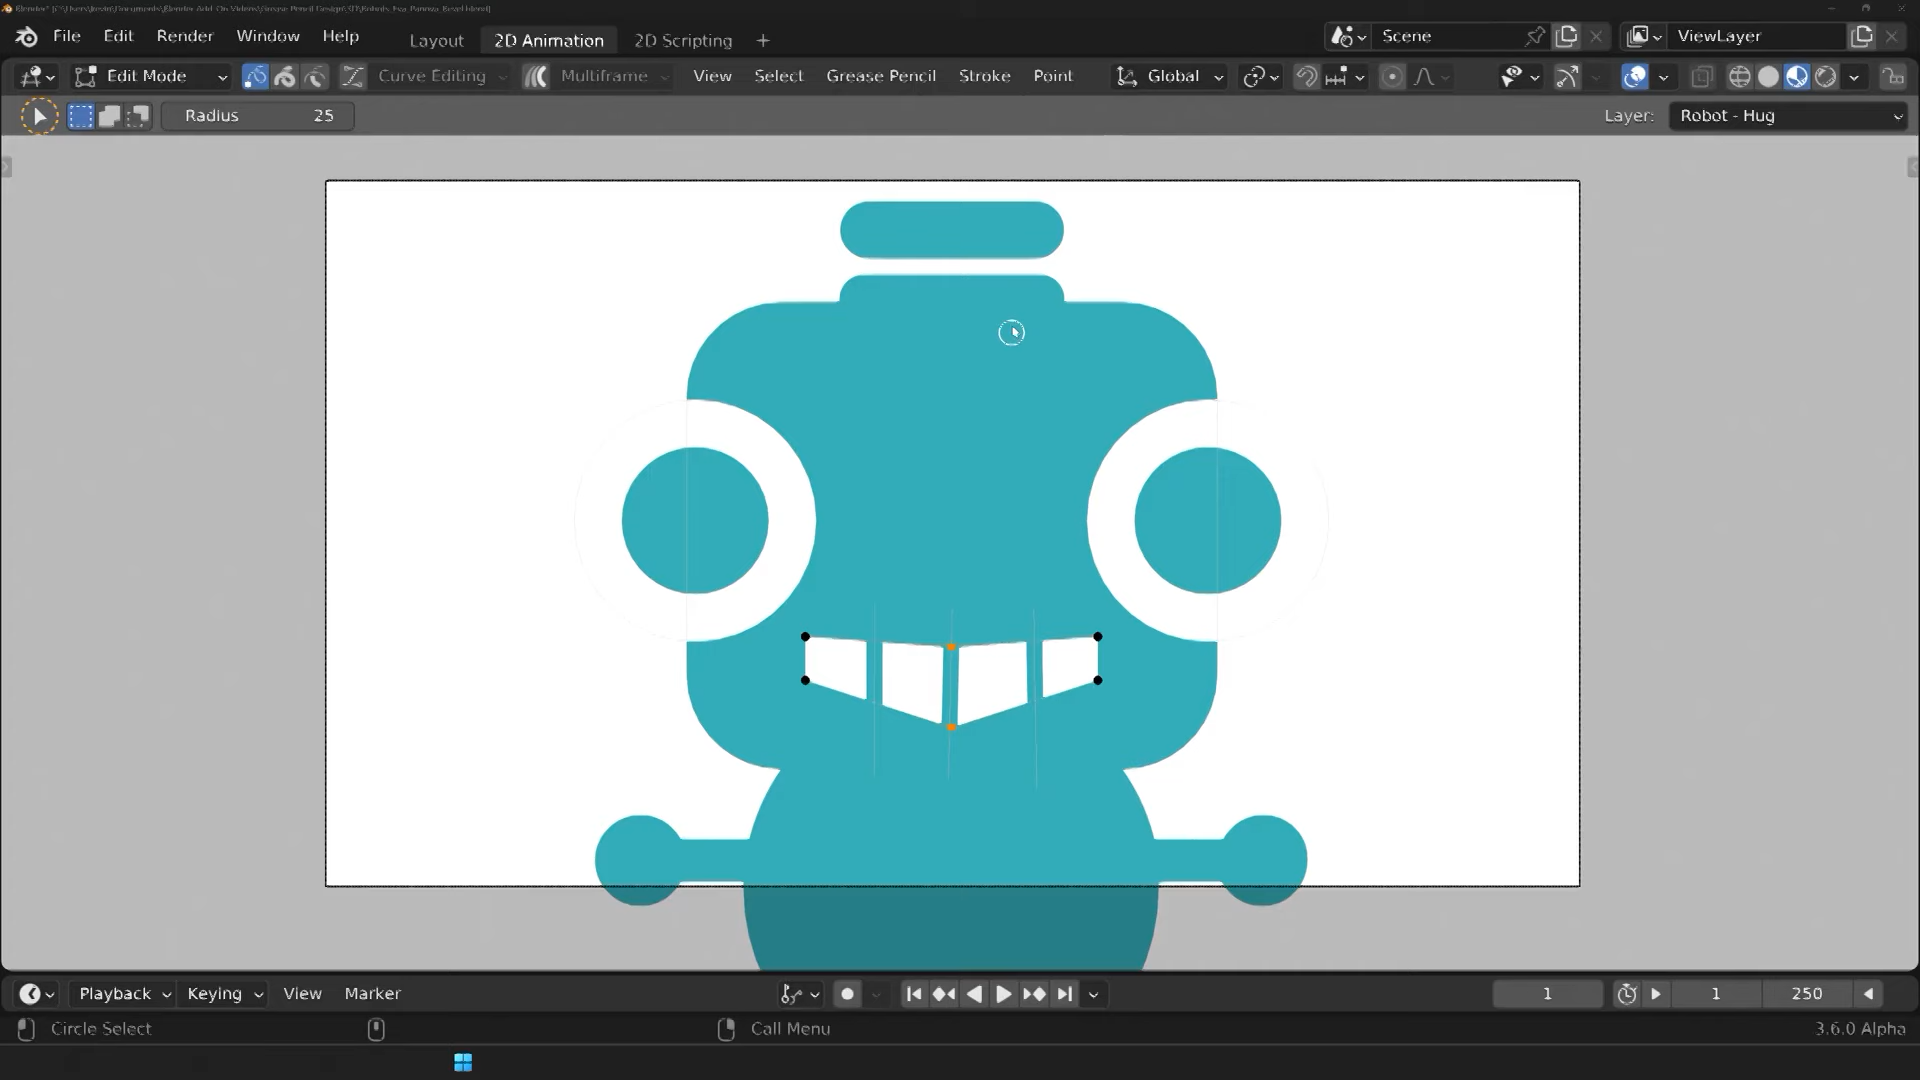 File Edit Render Window Help Layout 2D Animation 2D Scripting + Scene ViewLayer
Edit Mode Curve Editing Multiframe View Select Grease Pencil Stroke Point Global
Radius 25 Layer: Robot - Hug
Playback Keying View Marker 1 1 250
Circle Select Call Menu 3.6.0 Alpha